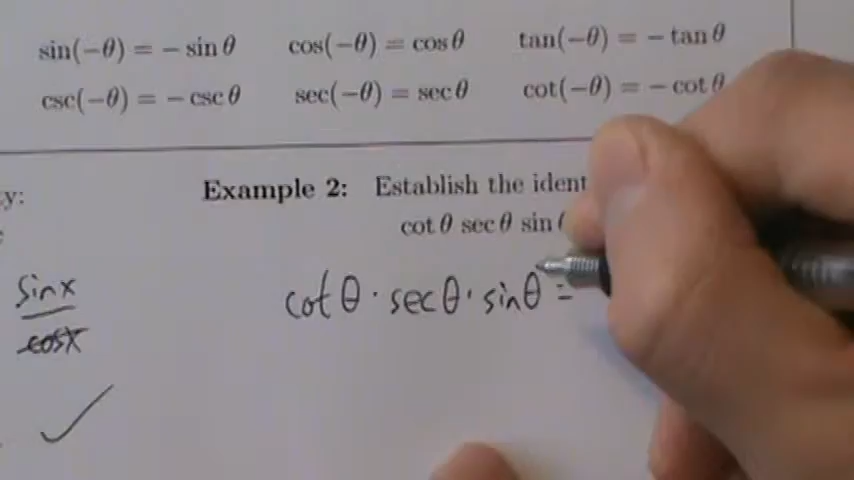 sin(−θ) = − sin θ cos(−θ) = cos θ tan(−θ) = − tan θ
csc(−θ) = − csc θ sec(−θ) = sec θ cot(−θ) = − cot θ
y: Example 2: Establish the ident
cot θ sec θ sin
sin x
cot θ · sec θ · sin θ =
cos x